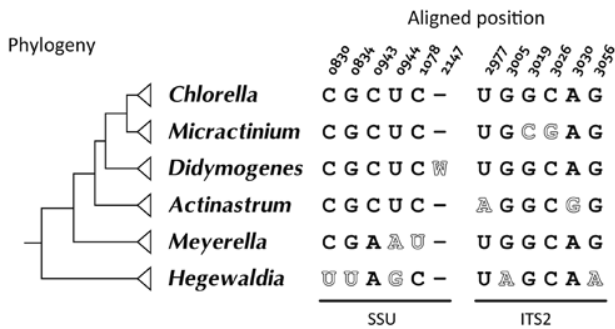 Aligned position
Phylogeny
0830 0834 0943 0944 1078 2147 2977 3005 3019 3026 3030 3056
Chlorella C G C U C – U G G C A G
Micractinium C G C U C – U G C G A G
Didymogenes C G C U C W U G G C A G
Actinastrum C G C U C – A G G C G G
Meyerella C G A A U – U G G C A G
Hegewaldia U U A G C – U A G C A A
SSU ITS2